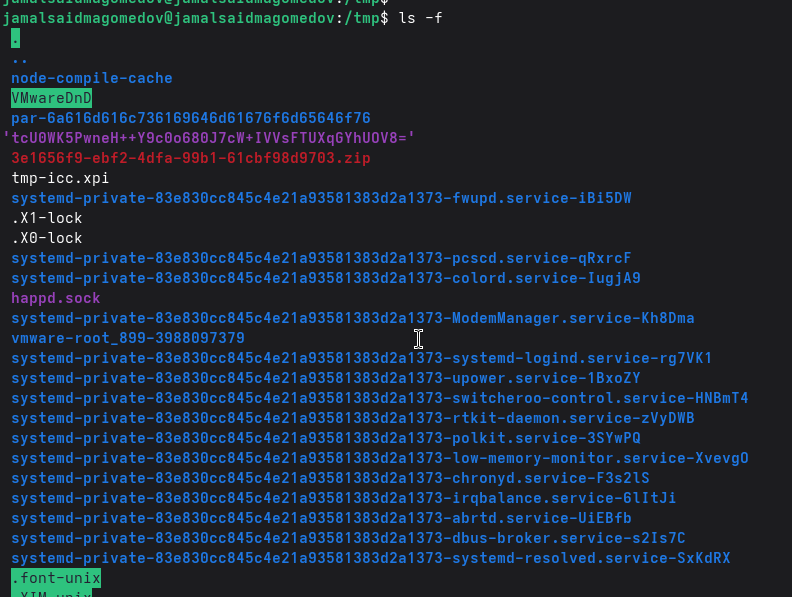 jamalsaidmagomedov@jamalsaidmagomedov:/tmp$
jamalsaidmagomedov@jamalsaidmagomedov:/tmp$ ls -f
.
..
node-compile-cache
VMwareDnD
par-6a616d616c736169646d61676f6d65646f76
'tcU0WK5PwneH++Y9c0o680J7cW+IVVsFTUXqGYhUOV8='
3e1656f9-ebf2-4dfa-99b1-61cbf98d9703.zip
tmp-icc.xpi
systemd-private-83e830cc845c4e21a93581383d2a1373-fwupd.service-iBi5DW
.X1-lock
.X0-lock
systemd-private-83e830cc845c4e21a93581383d2a1373-pcscd.service-qRxrcF
systemd-private-83e830cc845c4e21a93581383d2a1373-colord.service-IugjA9
happd.sock
systemd-private-83e830cc845c4e21a93581383d2a1373-ModemManager.service-Kh8Dma
vmware-root_899-3988097379
systemd-private-83e830cc845c4e21a93581383d2a1373-systemd-logind.service-rg7VK1
systemd-private-83e830cc845c4e21a93581383d2a1373-upower.service-1BxoZY
systemd-private-83e830cc845c4e21a93581383d2a1373-switcheroo-control.service-HNBmT4
systemd-private-83e830cc845c4e21a93581383d2a1373-rtkit-daemon.service-zVyDWB
systemd-private-83e830cc845c4e21a93581383d2a1373-polkit.service-3SYwPQ
systemd-private-83e830cc845c4e21a93581383d2a1373-low-memory-monitor.service-XvevgO
systemd-private-83e830cc845c4e21a93581383d2a1373-chronyd.service-F3s2lS
systemd-private-83e830cc845c4e21a93581383d2a1373-irqbalance.service-6lItJi
systemd-private-83e830cc845c4e21a93581383d2a1373-abrtd.service-UiEBfb
systemd-private-83e830cc845c4e21a93581383d2a1373-dbus-broker.service-s2Is7C
systemd-private-83e830cc845c4e21a93581383d2a1373-systemd-resolved.service-SxKdRX
.font-unix
.XIM-unix